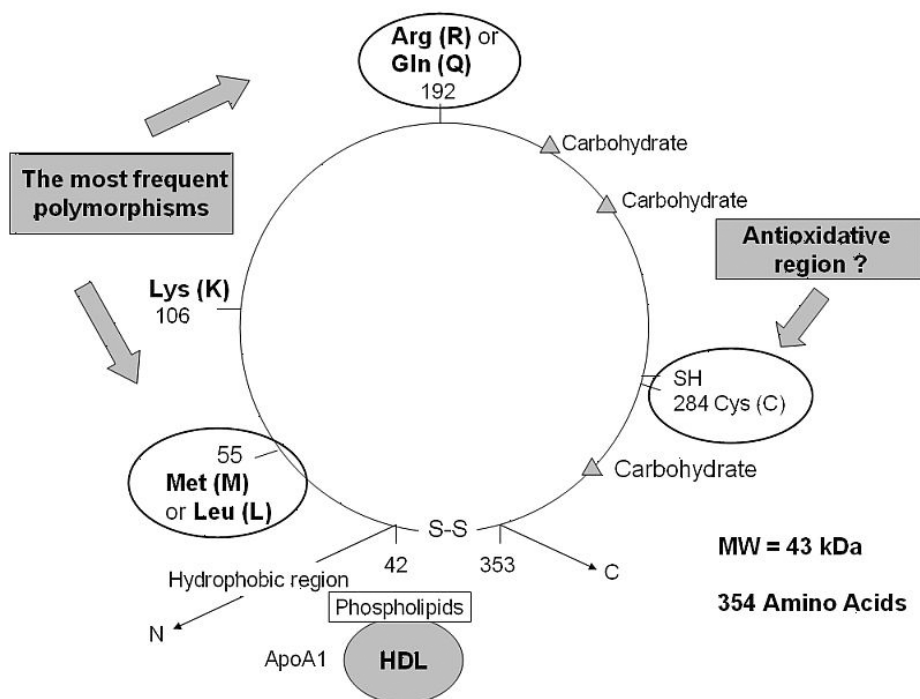 Arg (R) or
Gln (Q)
192
Carbohydrate
Carbohydrate
The most frequent
polymorphisms
Antioxidative
region ?
Lys (K)
106
SH
284 Cys (C)
55
Met (M)
or Leu (L)
Carbohydrate
S-S
42
353
C
Hydrophobic region
N
MW = 43 kDa
354 Amino Acids
Phospholipids
ApoA1
HDL